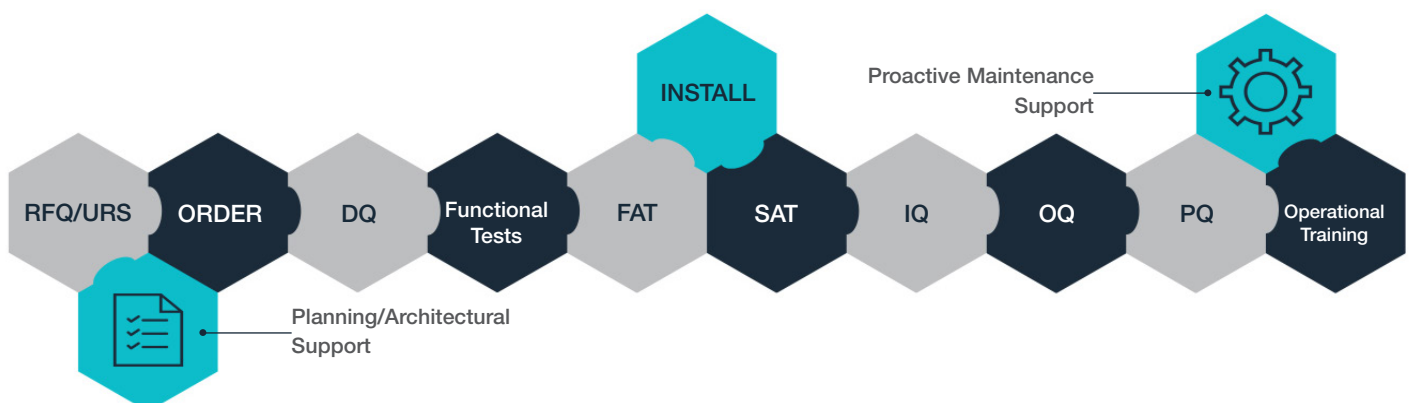 INSTALL
Proactive Maintenance
Support
RFQ/URS
ORDER
DQ
Functional
Tests
FAT
SAT
IQ
OQ
PQ
Operational
Training
Planning/Architectural
Support